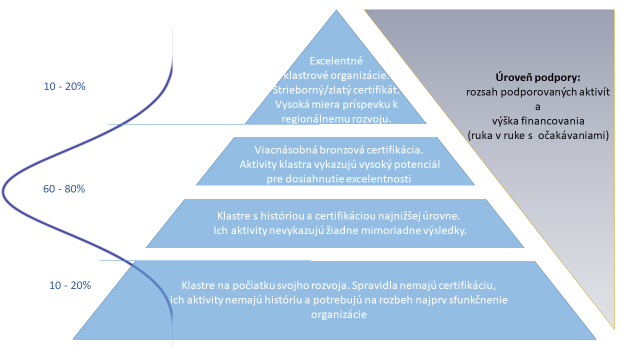 Excelentné
klastrové organizácie.
Strieborný/zlatý certifikát.
Vysoká miera príspevku k
regionálnemu rozvoju.
10 - 20%
Úroveň podpory:
rozsah podporovaných aktivít
a
výška financovania
(ruka v ruke s očakávaniami)
Viacnásobná bronzová certifikácia.
Aktivity klastra vykazujú vysoký potenciál
pre dosiahnutie excelentnosti
60 - 80%
Klastre s históriou a certifikáciou najnižšej úrovne.
Ich aktivity nevykazujú žiadne mimoriadne výsledky.
10 - 20%
Klastre na počiatku svojho rozvoja. Spravidla nemajú certifikáciu,
ich aktivity nemajú históriu a potrebujú na rozbeh najprv sfunkčnenie
organizácie